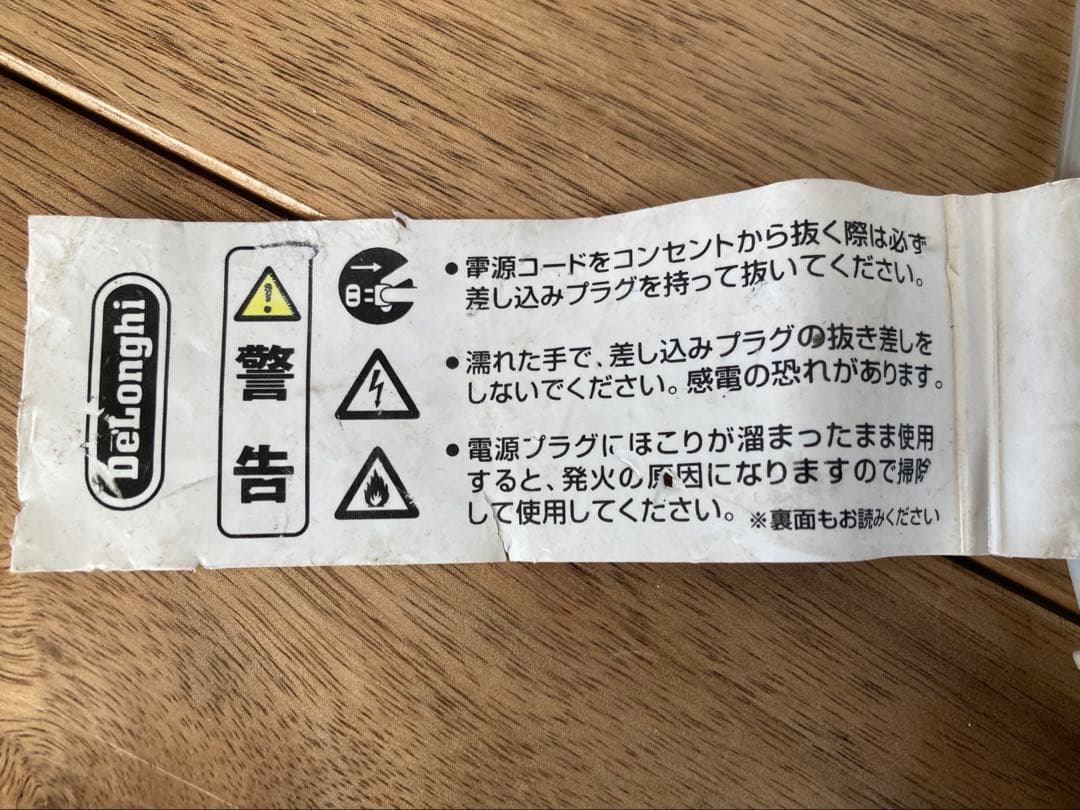 DeLonghi
警告
●電源コードをコンセントから抜く際は必ず
差し込みプラグを持って抜いてください。
●濡れた手で、差し込みプラグの抜き差しを
しないでください。感電の恐れがあります。
●電源プラグにほこりが溜まったまま使用
すると、発火の原因になりますので掃除
して使用してください。 ※裏面もお読みください